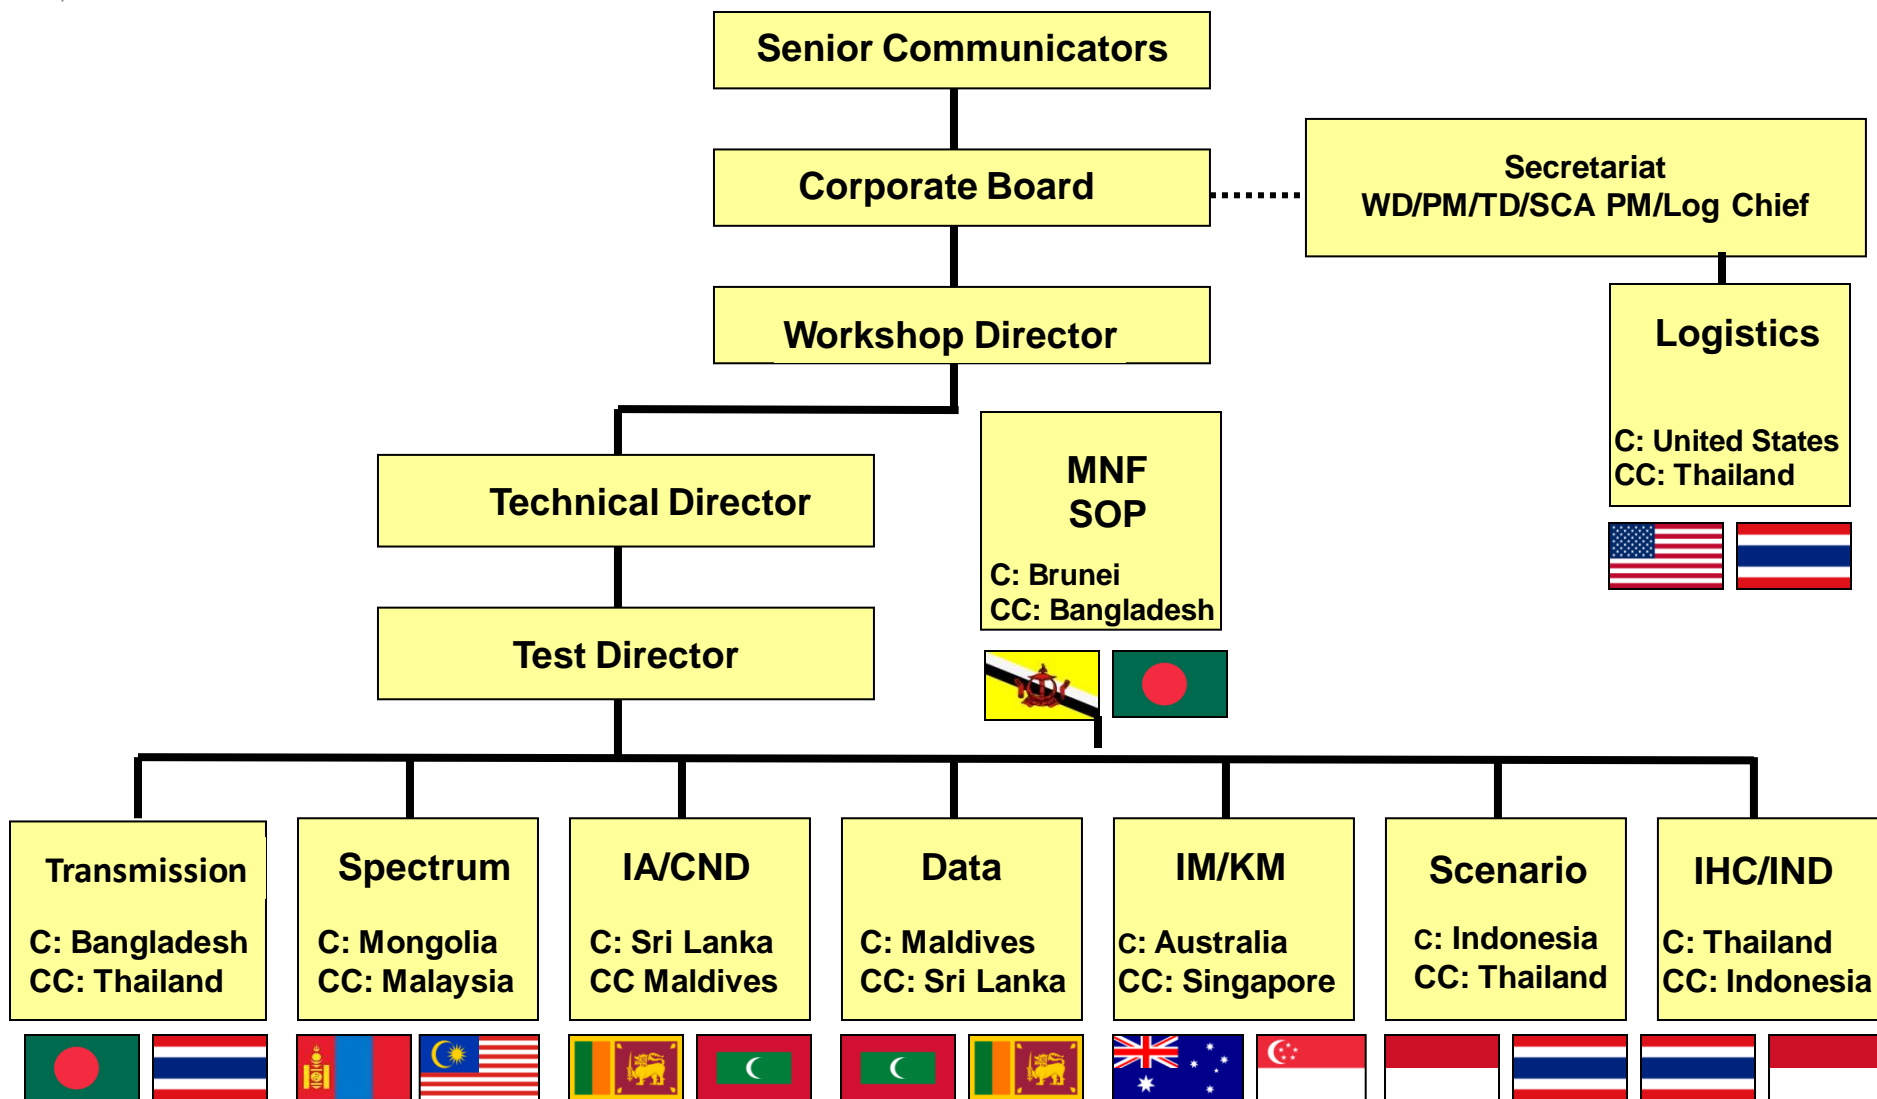 Senior Communicators
Corporate Board
Secretariat
WD/PM/TD/SCA PM/Log Chief
Workshop Director
Logistics
C: United States
CC: Thailand
Technical Director
MNF
SOP
C: Brunei
CC: Bangladesh
Test Director
Transmission
C: Bangladesh
CC: Thailand
Spectrum
C: Mongolia
CC: Malaysia
IA/CND
C: Sri Lanka
CC Maldives
Data
C: Maldives
CC: Sri Lanka
IM/KM
C: Australia
CC: Singapore
Scenario
C: Indonesia
CC: Thailand
IHC/IND
C: Thailand
CC: Indonesia